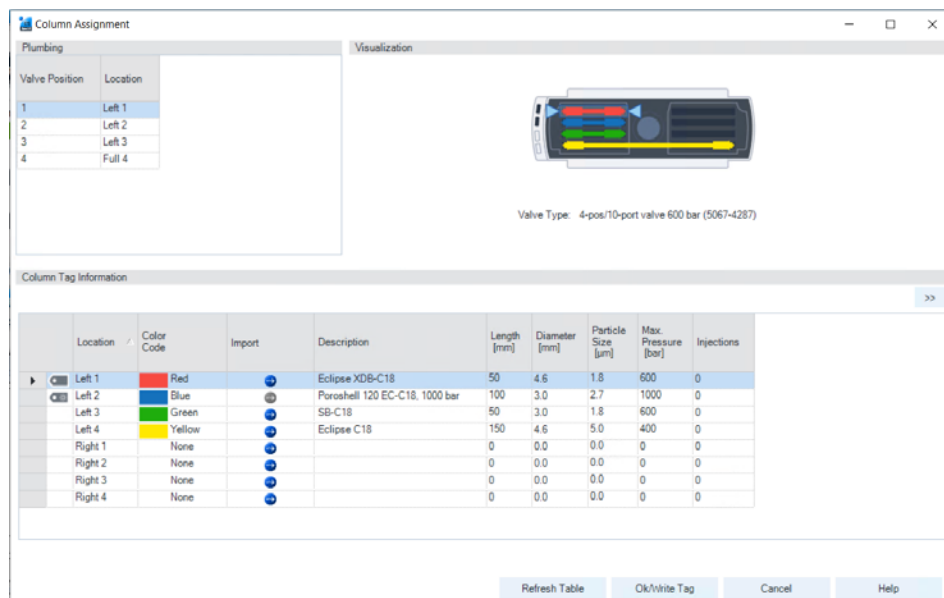 Column Assignment
Plumbing
Valve Position Location
1 Left 1
2 Left 2
3 Left 3
4 Full 4
Visualization
Valve Type: 4-pos/10-port valve 600 bar (5067-4287)
Column Tag Information
>>
Location Color Code Import Description Length [mm] Diameter [mm] Particle Size [µm] Max. Pressure [bar] Injections
Left 1 Red Eclipse XDB-C18 50 4.6 1.8 600 0
Left 2 Blue Poroshell 120 EC-C18, 1000 bar 100 3.0 2.7 1000 0
Left 3 Green SB-C18 50 3.0 1.8 600 0
Left 4 Yellow Eclipse C18 150 4.6 5.0 400 0
Right 1 None 0 0.0 0.0 0 0
Right 2 None 0 0.0 0.0 0 0
Right 3 None 0 0.0 0.0 0 0
Right 4 None 0 0.0 0.0 0 0
Refresh Table Ok/Write Tag Cancel Help